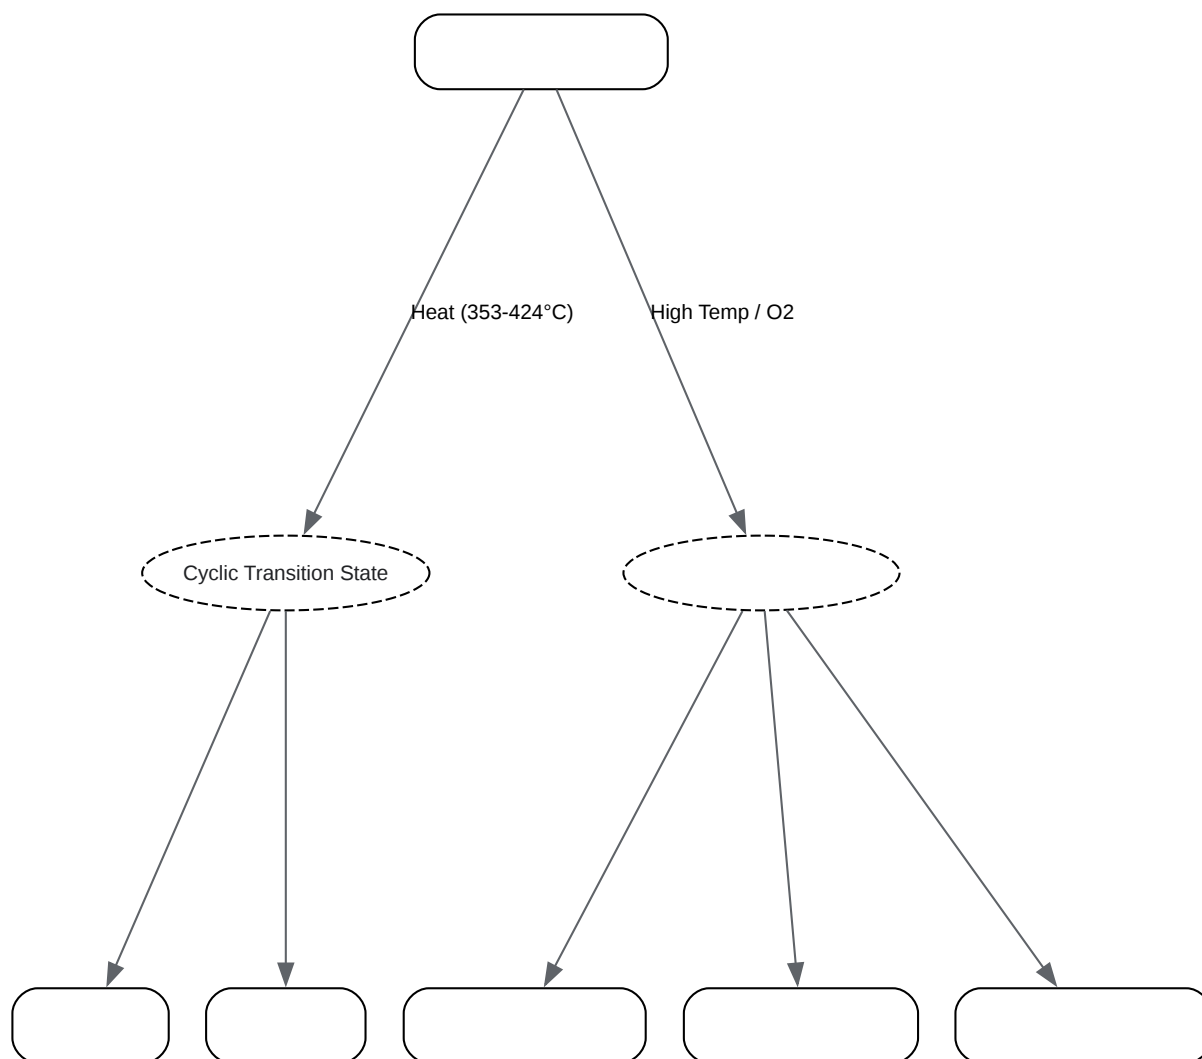 Heat (353-424°C)
High Temp / O2
Cyclic Transition State